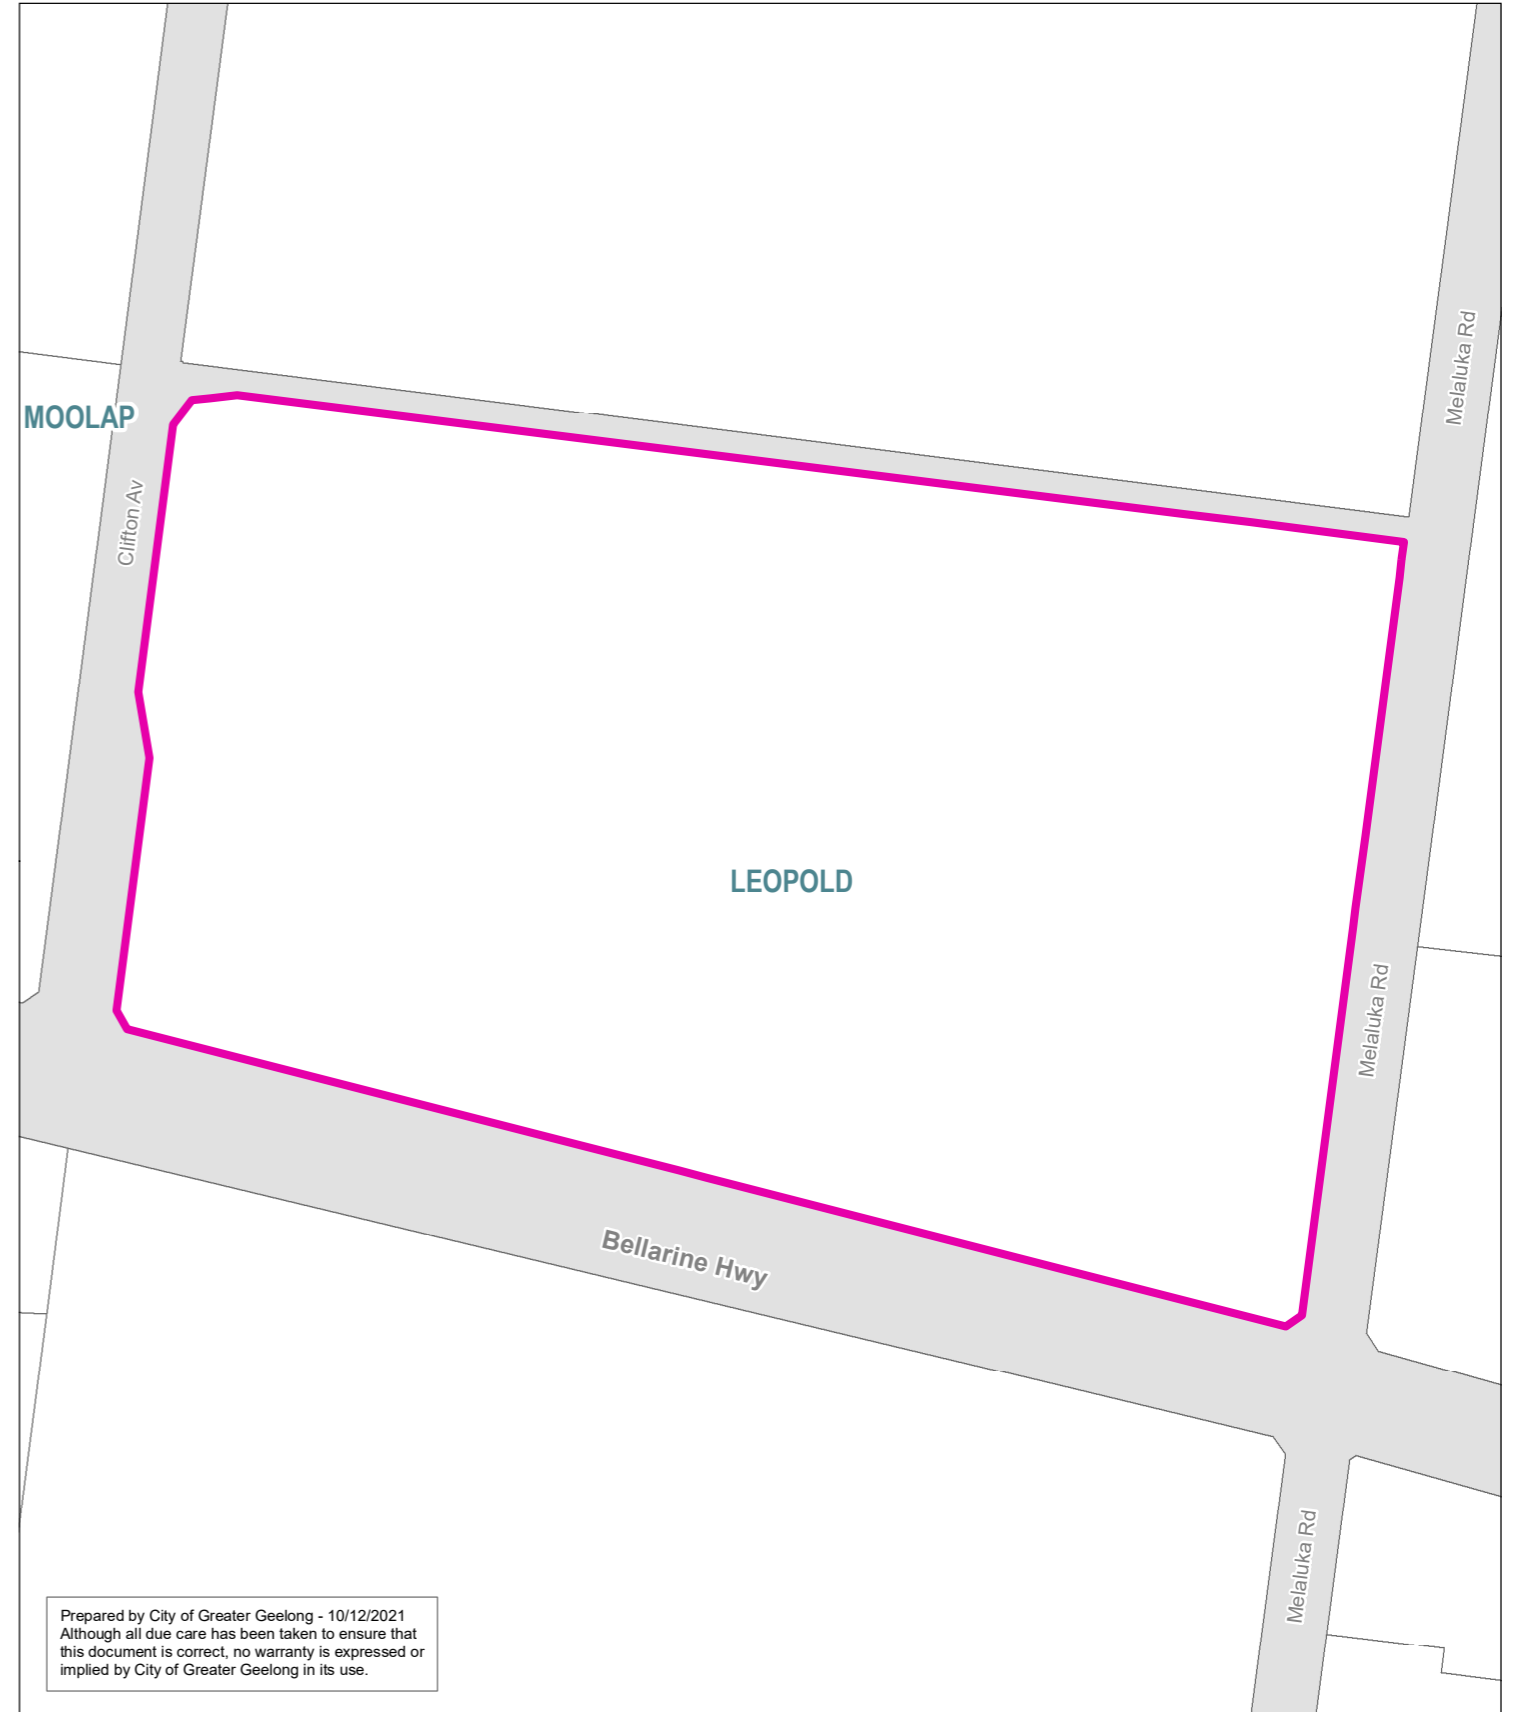 Melaluka Rd
MOOLAP
Clifton Av
LEOPOLD
Melaluka Rd
Bellarine Hwy
Melaluka Rd
Prepared by City of Greater Geelong - 10/12/2021
Although all due care has been taken to ensure that
this document is correct, no warranty is expressed or
implied by City of Greater Geelong in its use.